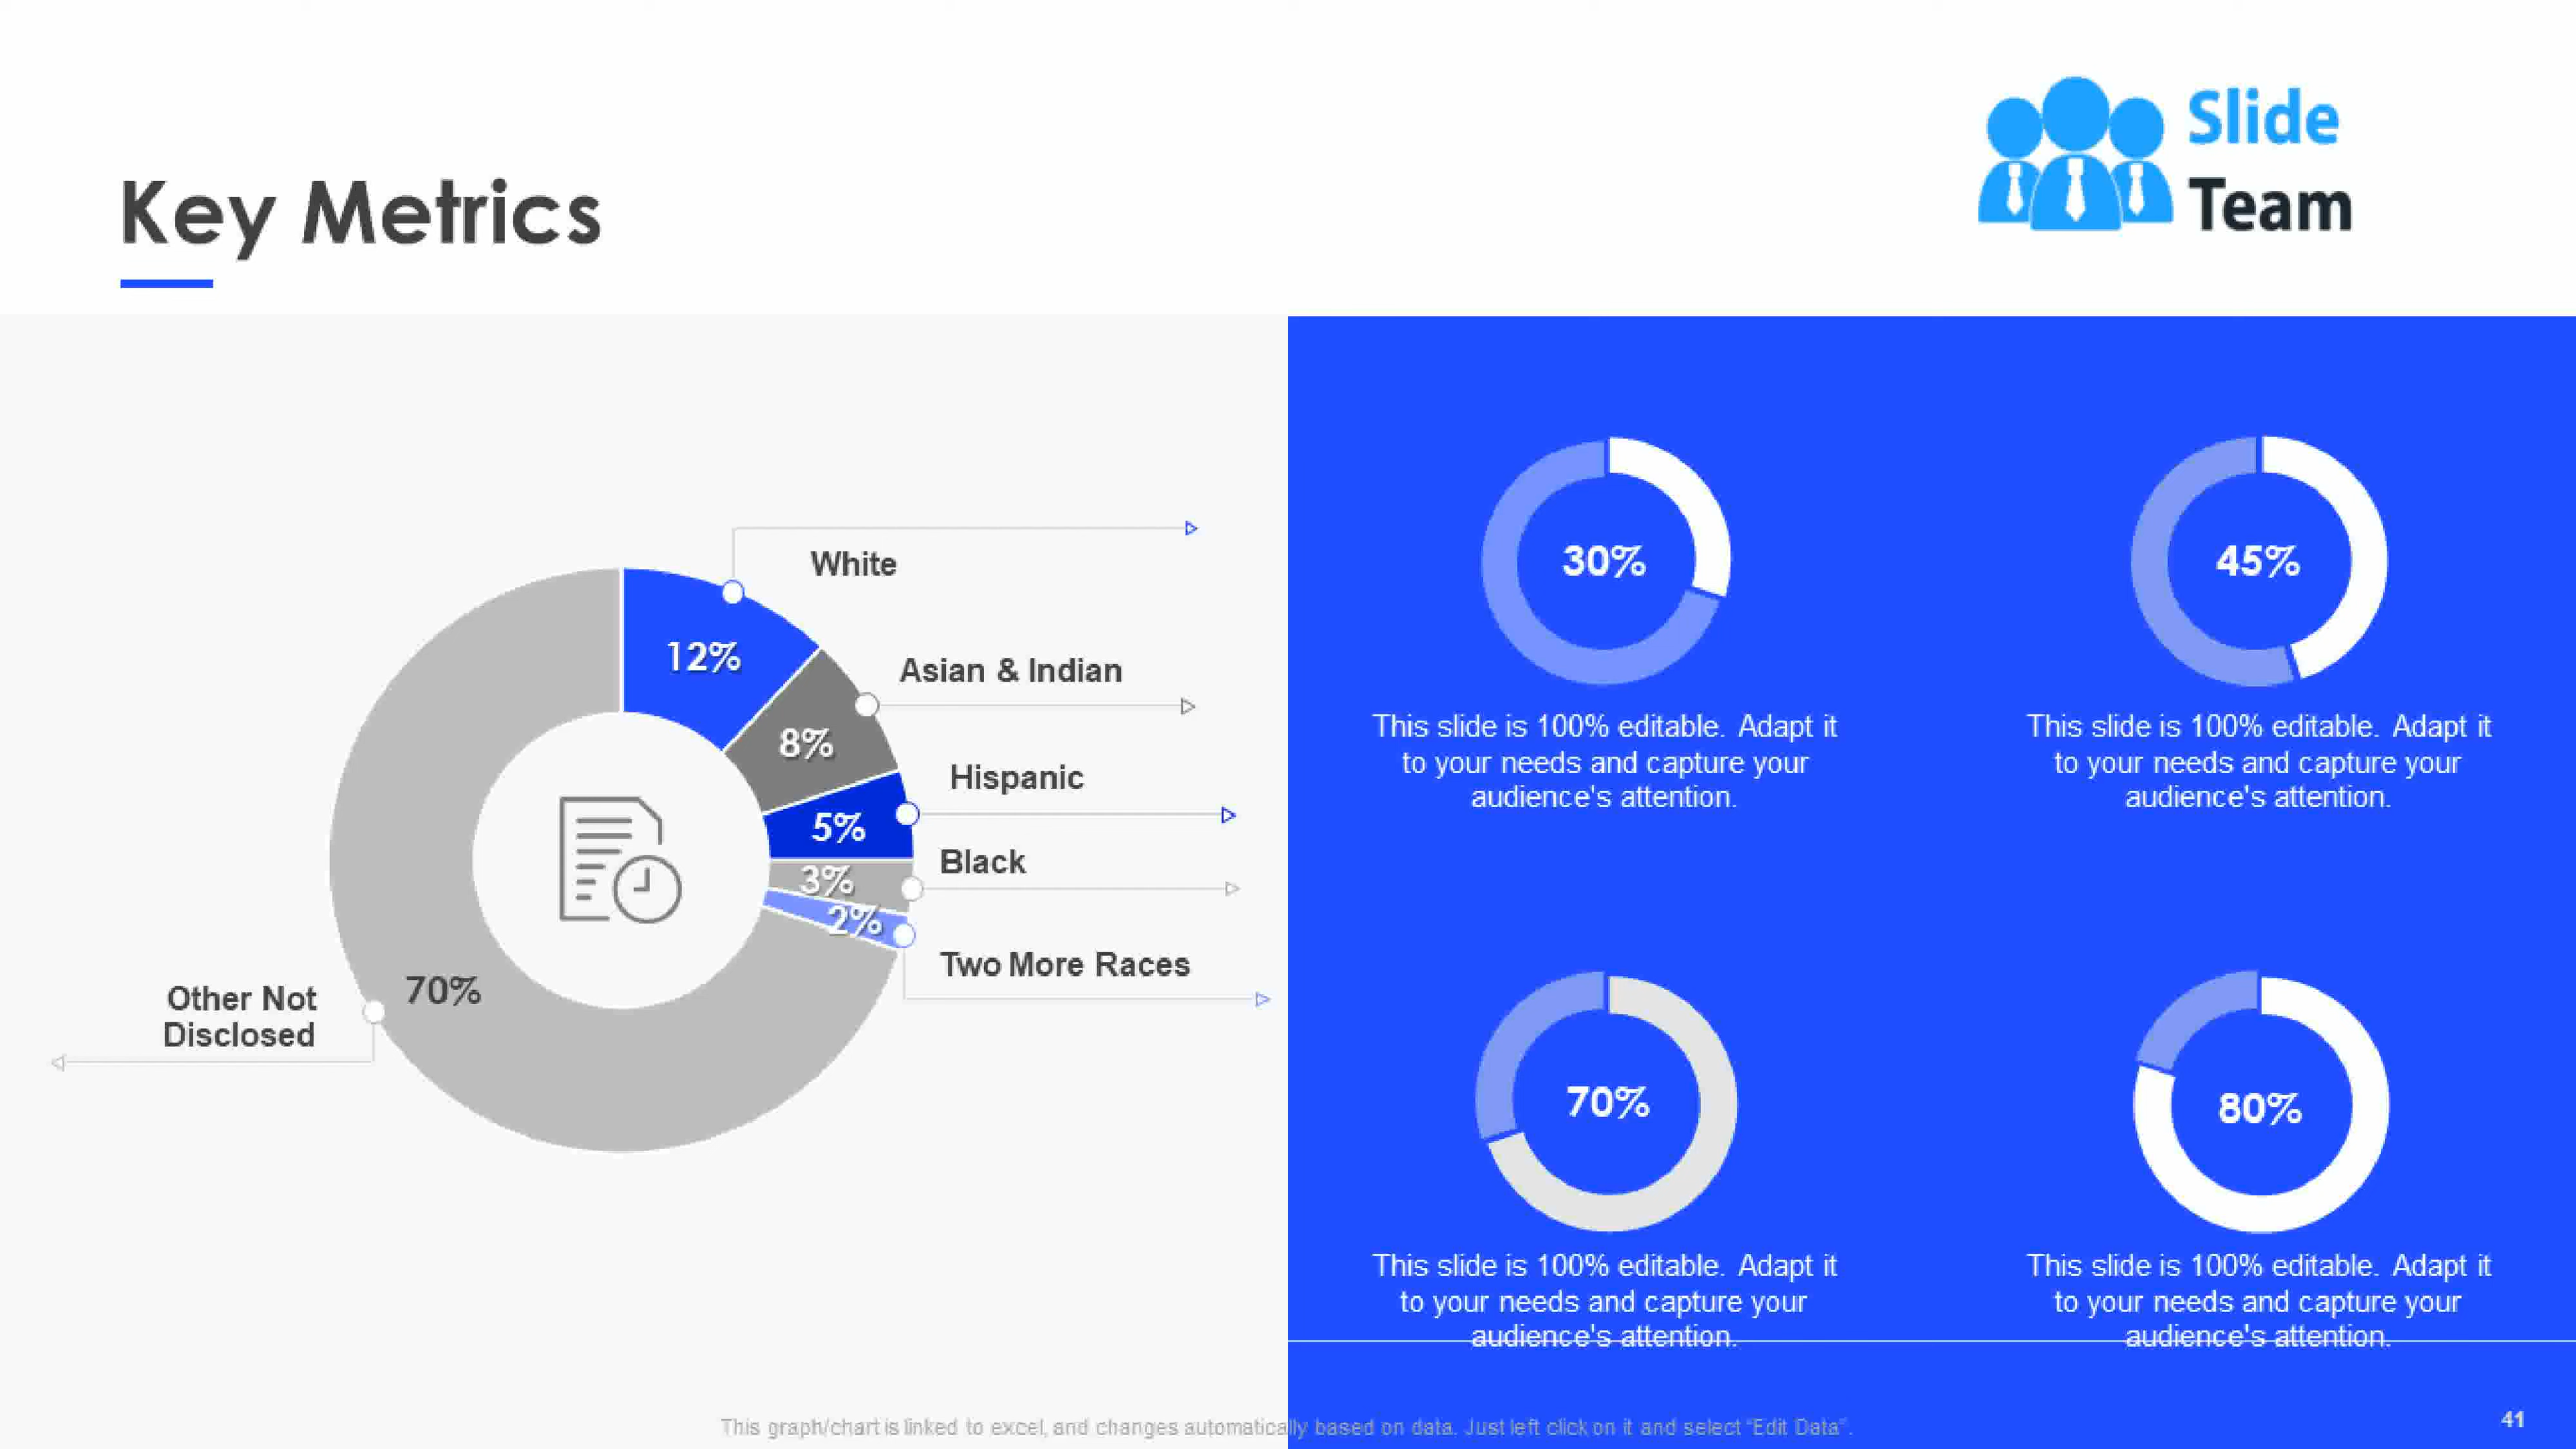 Slide
Team
Key Metrics
White
12%
Asian & Indian
8%
Hispanic
5%
Black
3%
2%
Two More Races
70%
Other Not
Disclosed
30%
This slide is 100% editable. Adapt it
to your needs and capture your
audience's attention.
45%
This slide is 100% editable. Adapt it
to your needs and capture your
audience's attention.
70%
This slide is 100% editable. Adapt it
to your needs and capture your
audience's attention.
80%
This slide is 100% editable. Adapt it
to your needs and capture your
audience's attention.
This graph/chart is linked to excel, and changes automatically based on data. Just left click on it and select “Edit Data”.
41